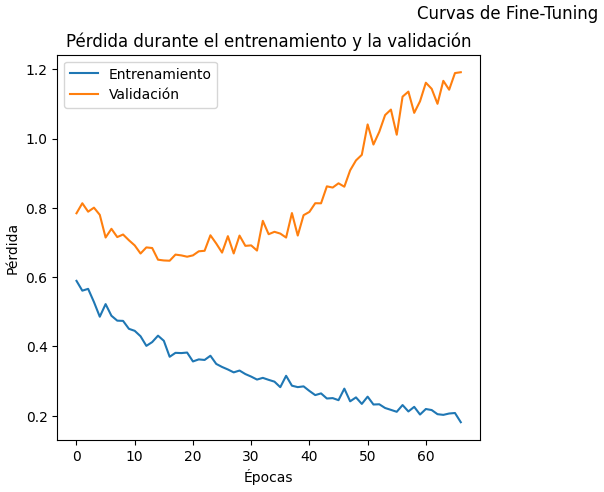 Curvas de Fine-Tuning
Pérdida durante el entrenamiento y la validación
Entrenamiento
Validación
1.2
1.0
0.8
0.6
0.4
0.2
Pérdida
0 10 20 30 40 50 60
Épocas